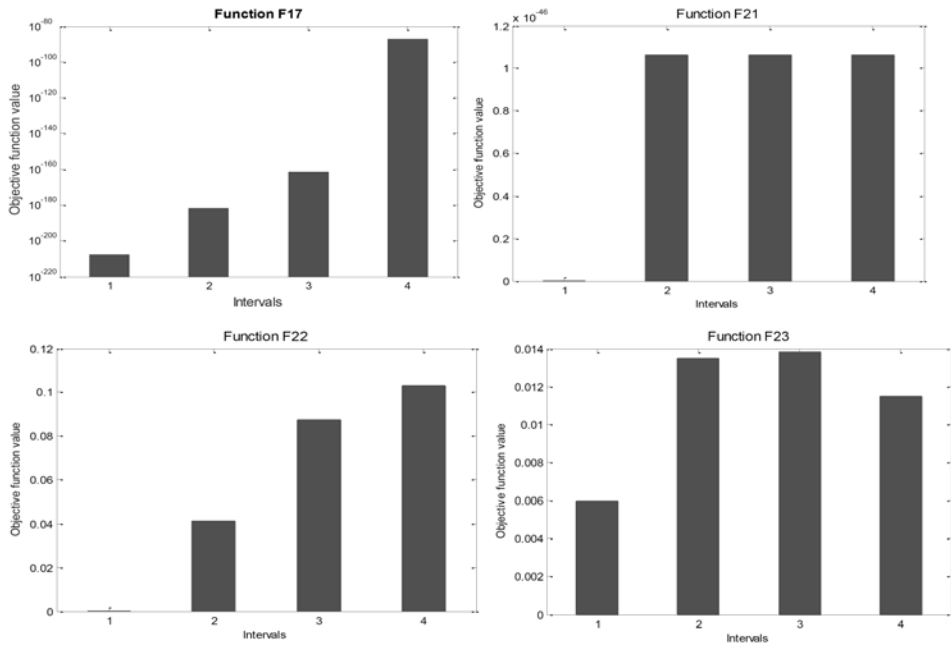 Function F17
Objective function value
10^-80
10^-100
10^-120
10^-140
10^-160
10^-180
10^-200
10^-220
1 2 3 4
Intervals
Function F21
x 10^-46
Objective function value
1.2
1
0.8
0.6
0.4
0.2
0
1 2 3 4
Intervals
Function F22
Objective function value
0.12
0.1
0.08
0.06
0.04
0.02
0
1 2 3 4
Intervals
Function F23
Objective function value
0.014
0.012
0.01
0.008
0.006
0.004
0.002
0
1 2 3 4
Intervals